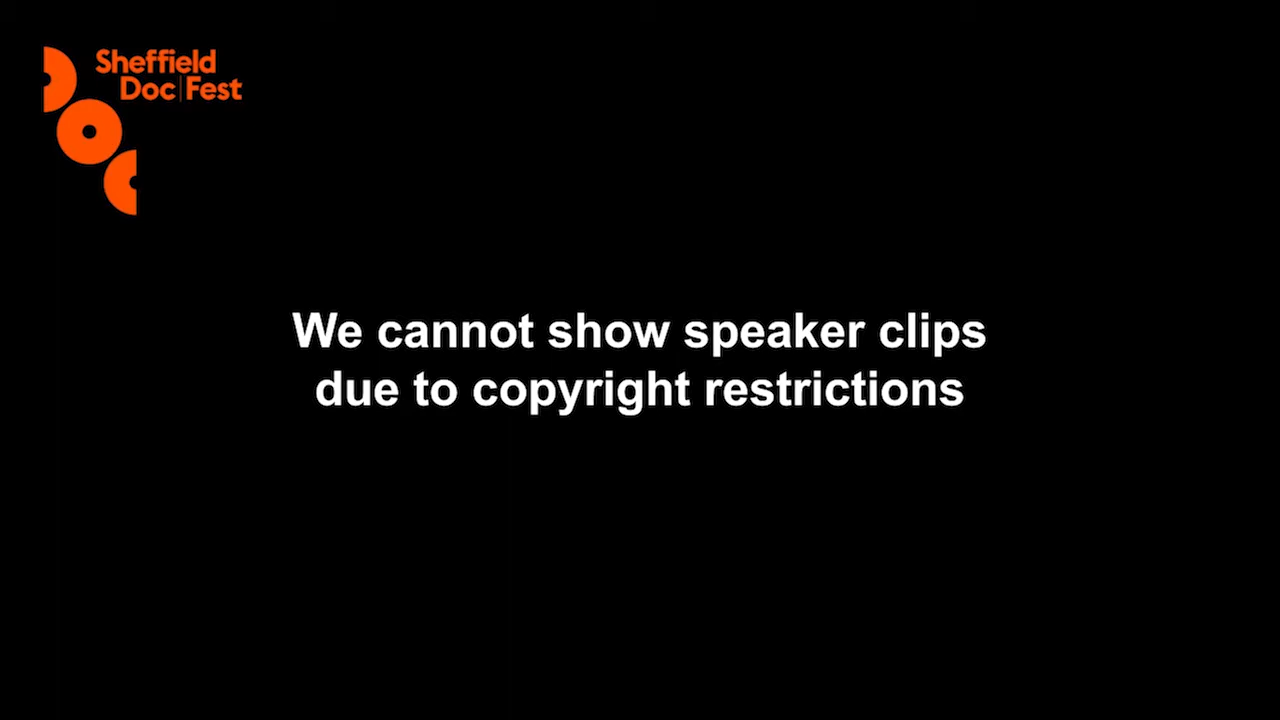 Sheffield
Doc|Fest
We cannot show speaker clips
due to copyright restrictions